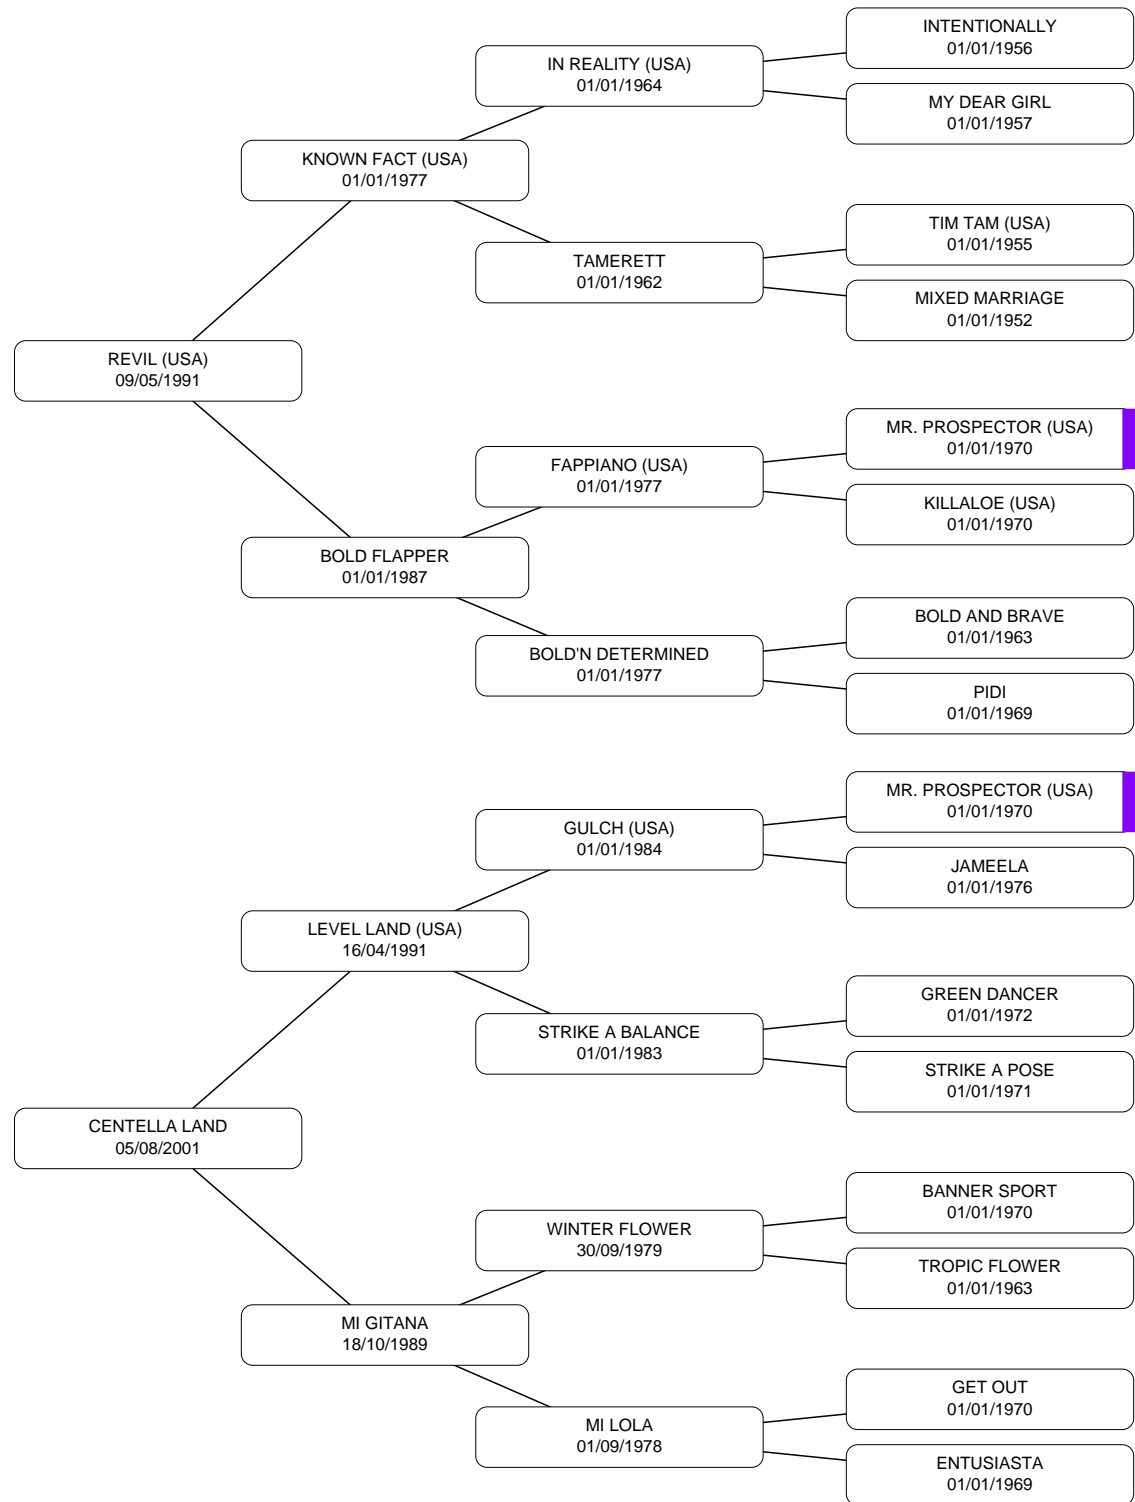 INTENTIONALLY
01/01/1956
IN REALITY (USA)
01/01/1964
MY DEAR GIRL
01/01/1957
KNOWN FACT (USA)
01/01/1977
TIM TAM (USA)
01/01/1955
TAMERETT
01/01/1962
MIXED MARRIAGE
01/01/1952
REVIL (USA)
09/05/1991
MR. PROSPECTOR (USA)
01/01/1970
FAPPIANO (USA)
01/01/1977
KILLALOE (USA)
01/01/1970
BOLD FLAPPER
01/01/1987
BOLD AND BRAVE
01/01/1963
BOLD'N DETERMINED
01/01/1977
PIDI
01/01/1969
MR. PROSPECTOR (USA)
01/01/1970
GULCH (USA)
01/01/1984
JAMEELA
01/01/1976
LEVEL LAND (USA)
16/04/1991
GREEN DANCER
01/01/1972
STRIKE A BALANCE
01/01/1983
STRIKE A POSE
01/01/1971
CENTELLA LAND
05/08/2001
BANNER SPORT
01/01/1970
WINTER FLOWER
30/09/1979
TROPIC FLOWER
01/01/1963
MI GITANA
18/10/1989
GET OUT
01/01/1970
MI LOLA
01/09/1978
ENTUSIASTA
01/01/1969